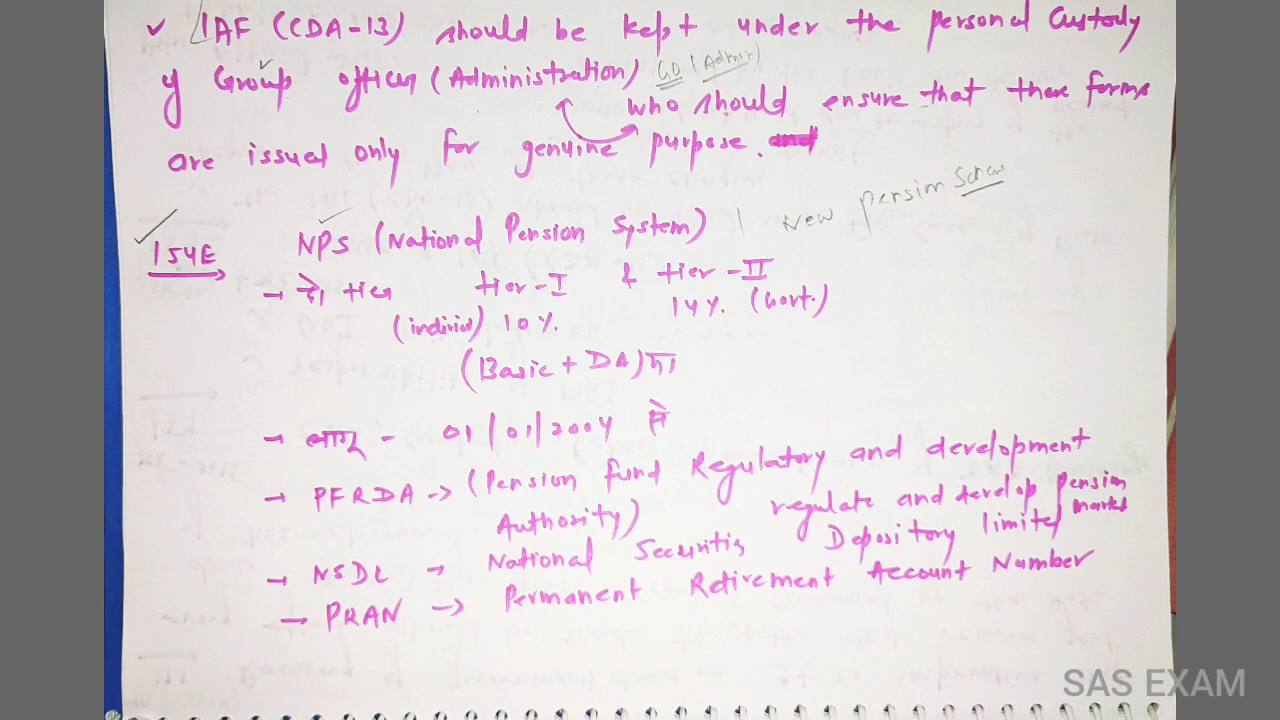 ✓ IAF (CDA-13) should be kept under the personal custody
of Group officer (Administration) GO (Admin)
who should ensure that these forms
are issued only for genuine purpose.
New pension Scheme
154E NPS (National Pension System)
→ दो tier tier-I & tier-II
10%. 14%. (Govt.)
(Basic + DA) का
→ लागू - 01/01/2004 से
→ PFRDA → (Pension fund Regulatory and development
Authority) regulate and develop pension
→ NSDL → National Securities Depository limited
→ PRAN → Permanent Retirement Account Number
SAS EXAM